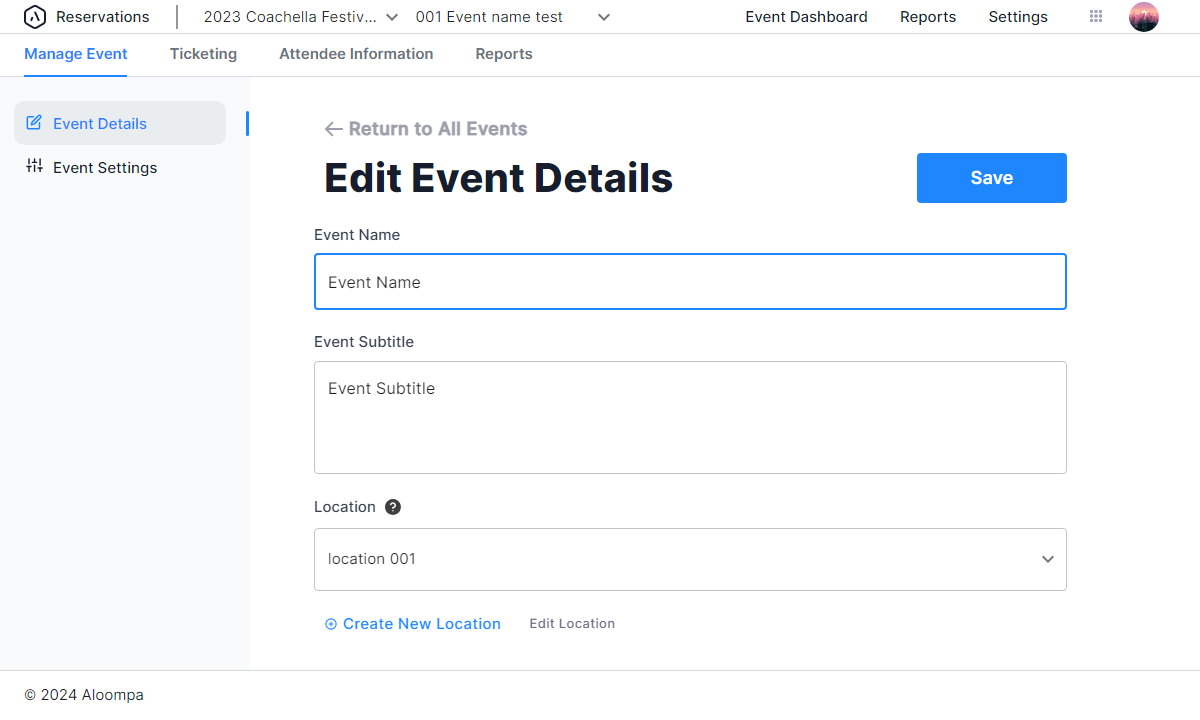 Reservations 2023 Coachella Festiv... 001 Event name test Event Dashboard Reports Settings
Manage Event Ticketing Attendee Information Reports
Event Details
Event Settings
Return to All Events
Edit Event Details
Save
Event Name
Event Name
Event Subtitle
Event Subtitle
Location ?
location 001
Create New Location Edit Location
© 2024 Aloompa